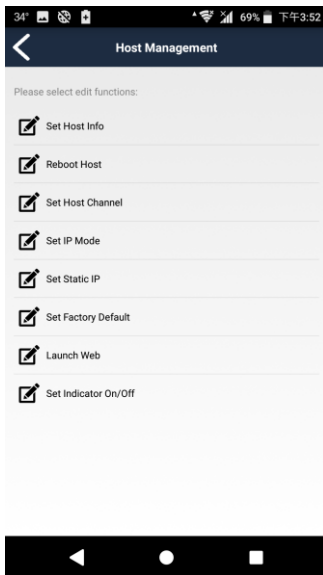 34° 69% 下午3:52
Host Management
Please select edit functions:
Set Host Info
Reboot Host
Set Host Channel
Set IP Mode
Set Static IP
Set Factory Default
Launch Web
Set Indicator On/Off